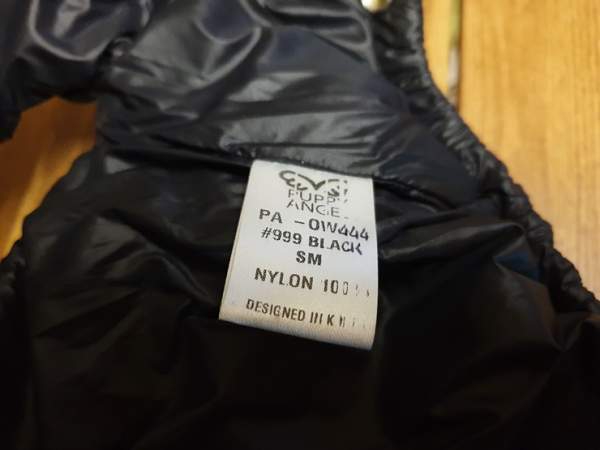 PUPPY
ANGEL
PA - OW444
#999 BLACK
SM
NYLON 100%
DESIGNED IN